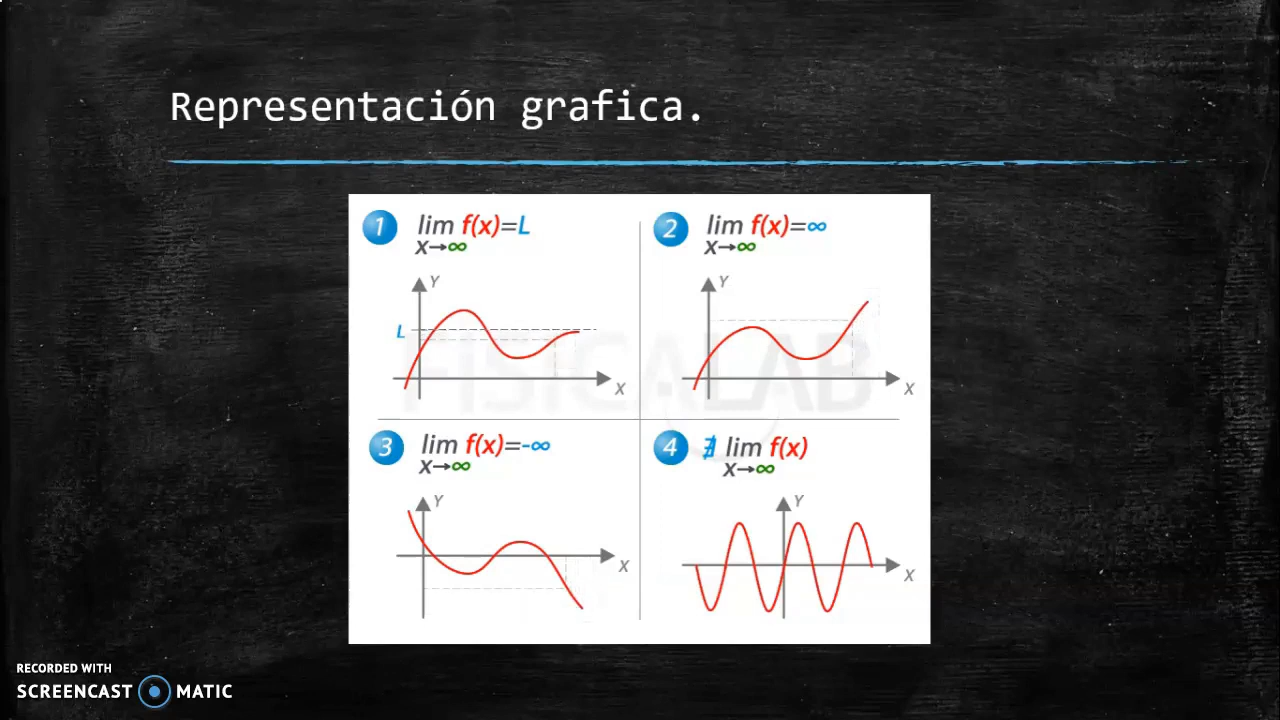 Representación grafica.
1 lim f(x)=L
x→∞
Y
L
X
2 lim f(x)=∞
x→∞
Y
X
3 lim f(x)=-∞
x→∞
Y
X
4 ∄ lim f(x)
x→∞
Y
X
FISICALAB
RECORDED WITH
SCREENCAST MATIC